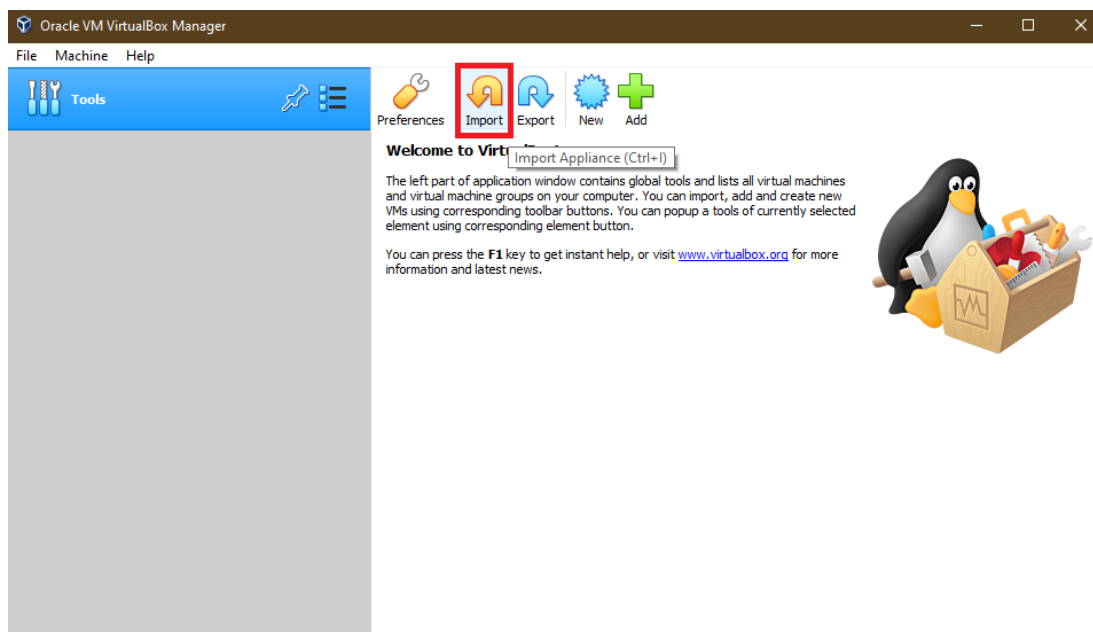 Oracle VM VirtualBox Manager
File Machine Help
Tools
Preferences Import Export New Add
Welcome to
Import Appliance (Ctrl+I)
The left part of application window contains global tools and lists all virtual machines
and virtual machine groups on your computer. You can import, add and create new
VMs using corresponding toolbar buttons. You can popup a tools of currently selected
element using corresponding element button.
You can press the F1 key to get instant help, or visit www.virtualbox.org for more
information and latest news.